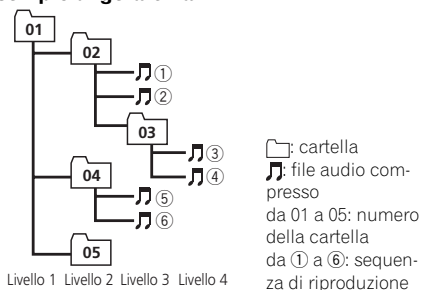 01
02
①
②
03
③
④
04
⑤
⑥
05
Livello 1 Livello 2 Livello 3 Livello 4
: cartella
: file audio com-
presso
da 01 a 05: numero
della cartella
da ① a ⑥: sequen-
za di riproduzione